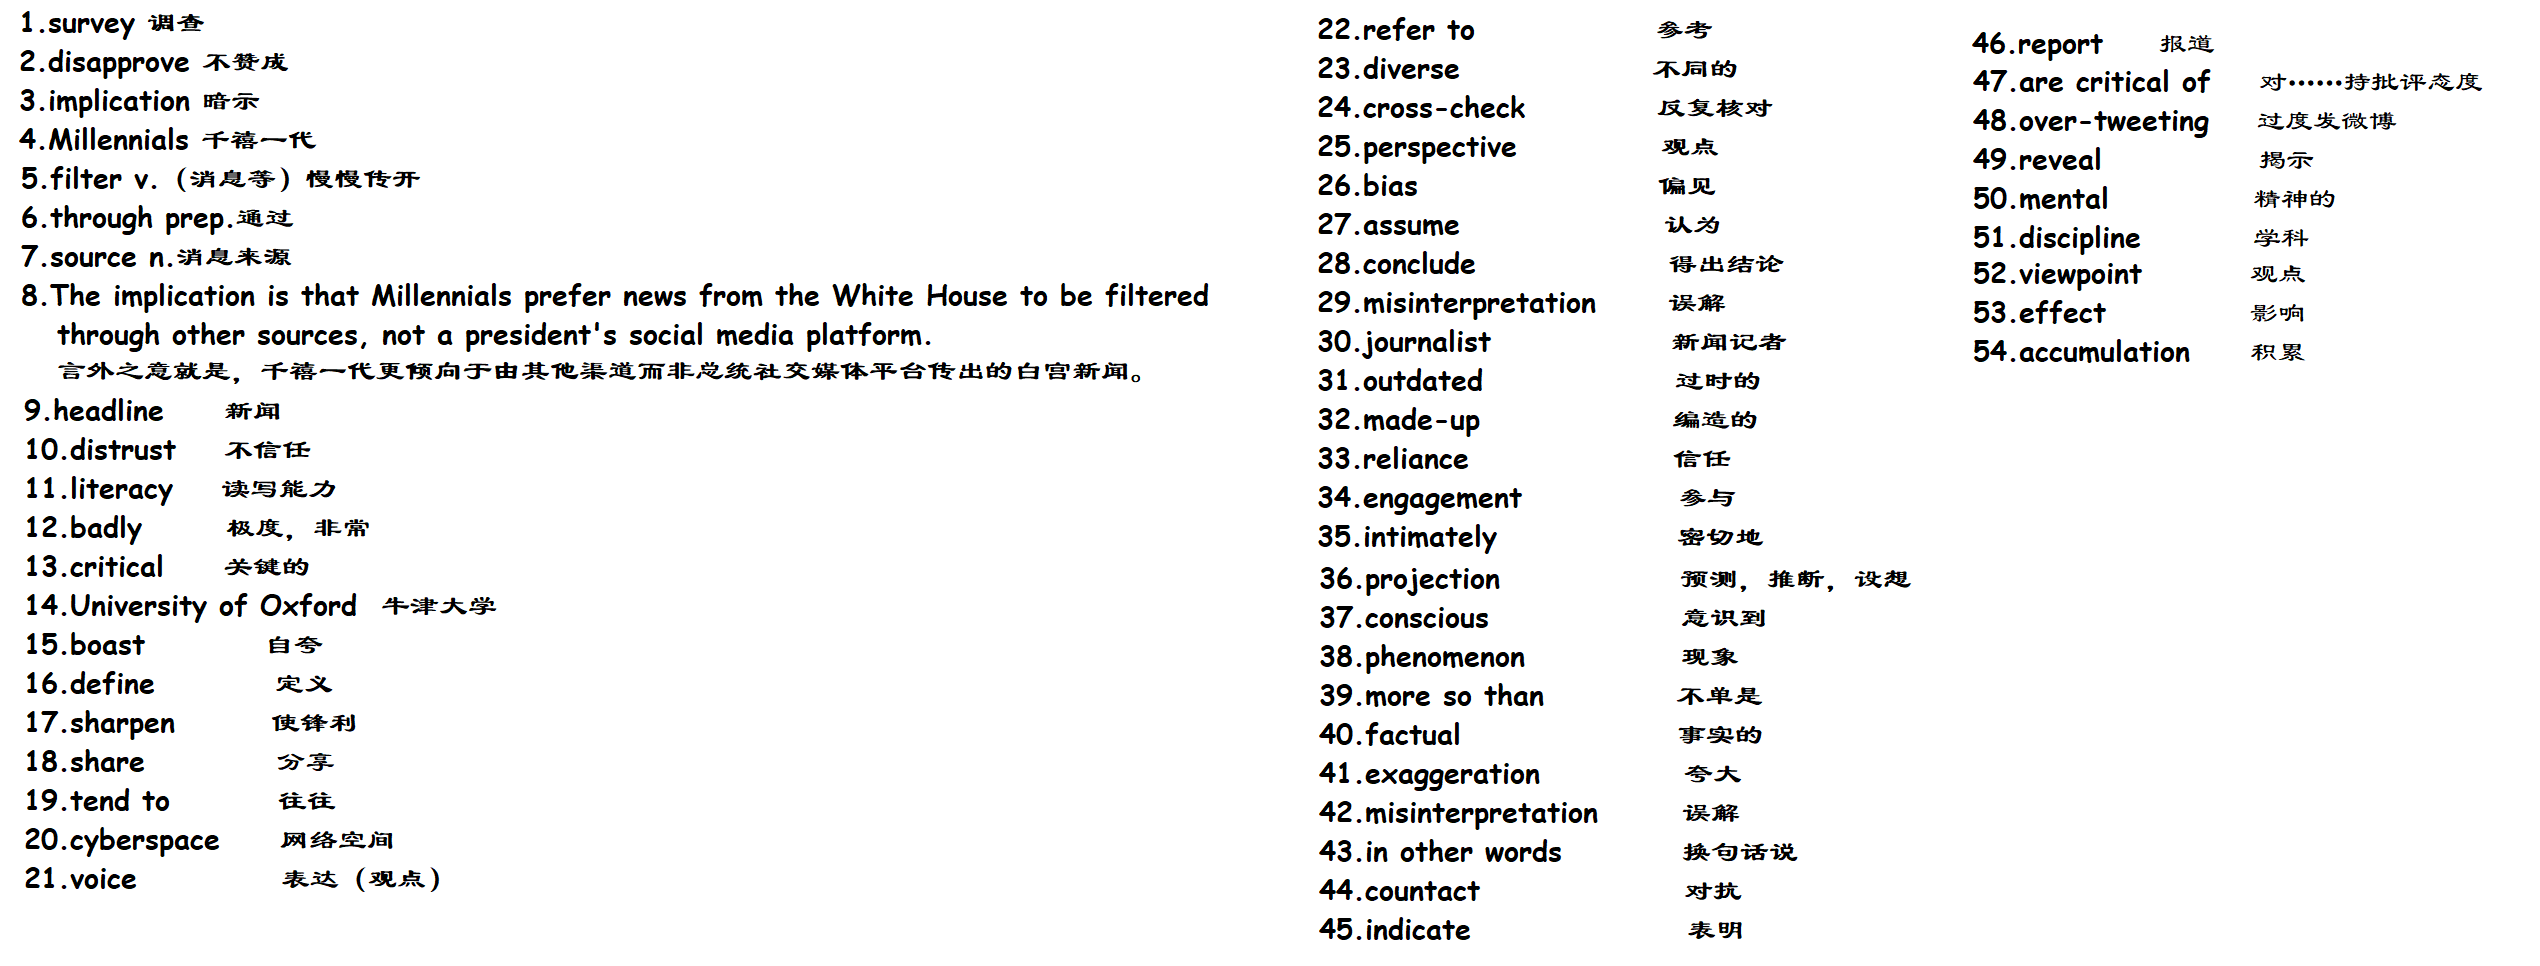 1.survey 调查
2.disapprove 不赞成
3.implication 暗示
4.Millennials 千禧一代
5.filter v.（消息等）慢慢传开
6.through prep.通过
7.source n.消息来源
8.The implication is that Millennials prefer news from the White House to be filtered
through other sources, not a president's social media platform.
言外之意就是，千禧一代更倾向于由其他渠道而非总统社交媒体平台传出的白宫新闻。
9.headline 新闻
10.distrust 不信任
11.literacy 读写能力
12.badly 极度，非常
13.critical 关键的
14.University of Oxford 牛津大学
15.boast 自夸
16.define 定义
17.sharpen 使锋利
18.share 分享
19.tend to 往往
20.cyberspace 网络空间
21.voice 表达（观点）
22.refer to 参考
23.diverse 不同的
24.cross-check 反复核对
25.perspective 观点
26.bias 偏见
27.assume 认为
28.conclude 得出结论
29.misinterpretation 误解
30.journalist 新闻记者
31.outdated 过时的
32.made-up 编造的
33.reliance 信任
34.engagement 参与
35.intimately 密切地
36.projection 预测，推断，设想
37.conscious 意识到
38.phenomenon 现象
39.more so than 不单是
40.factual 事实的
41.exaggeration 夸大
42.misinterpretation 误解
43.in other words 换句话说
44.countact 对抗
45.indicate 表明
46.report 报道
47.are critical of 对……持批评态度
48.over-tweeting 过度发微博
49.reveal 揭示
50.mental 精神的
51.discipline 学科
52.viewpoint 观点
53.effect 影响
54.accumulation 积累